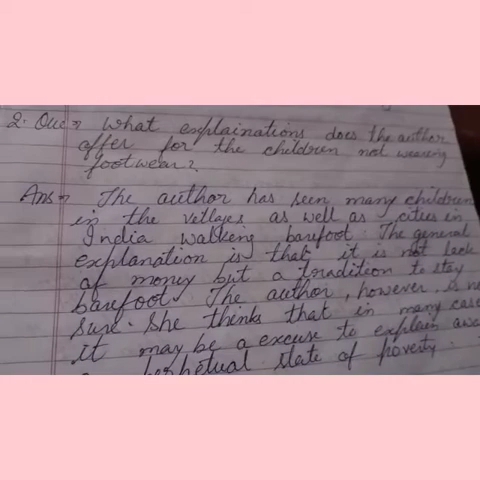 2. Que → What explainations does the author
offer for the children not wearing
footwear?
Ans → The author has seen many children
in the villages as well as cities in
India walking barefoot. The general
explanation is that it is not lack
of money but a tradition to stay
barefoot. The author, however, is no
sure. She thinks that in many case
it may be a excuse to explain awa
perpetual state of poverty.